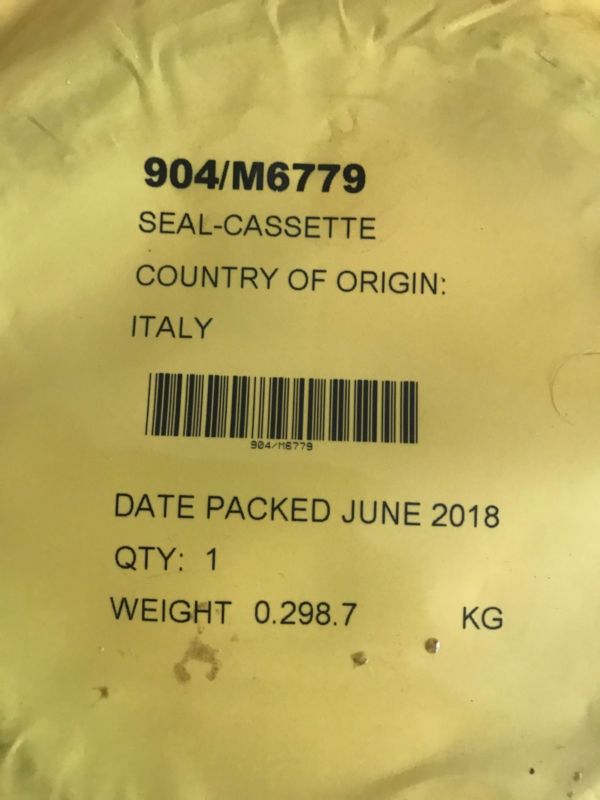 904/M6779
SEAL-CASSETTE
COUNTRY OF ORIGIN:
ITALY
904/M6779
DATE PACKED JUNE 2018
QTY: 1
WEIGHT 0.298.7 KG